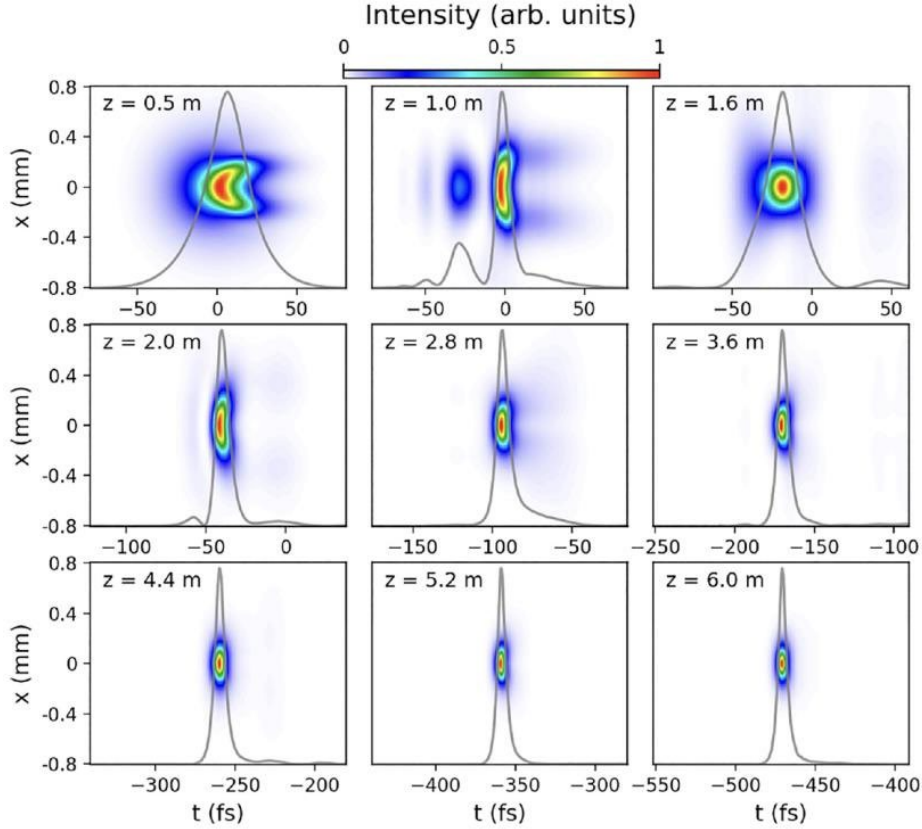 Intensity (arb. units)
0 0.5 1
z = 0.5 m z = 1.0 m z = 1.6 m
0.8
0.4
x (mm)
0
-0.4
-0.8
−50 0 50 −50 0 50 −50 0 50
z = 2.0 m z = 2.8 m z = 3.6 m
0.8
0.4
x (mm)
0
-0.4
-0.8
−100 −50 0 −150 −100 −50 −250 −200 −150 −100
z = 4.4 m z = 5.2 m z = 6.0 m
0.8
0.4
x (mm)
0
-0.4
-0.8
−300 −250 −200 −400 −350 −300 −550 −500 −450 −400
t (fs) t (fs) t (fs)